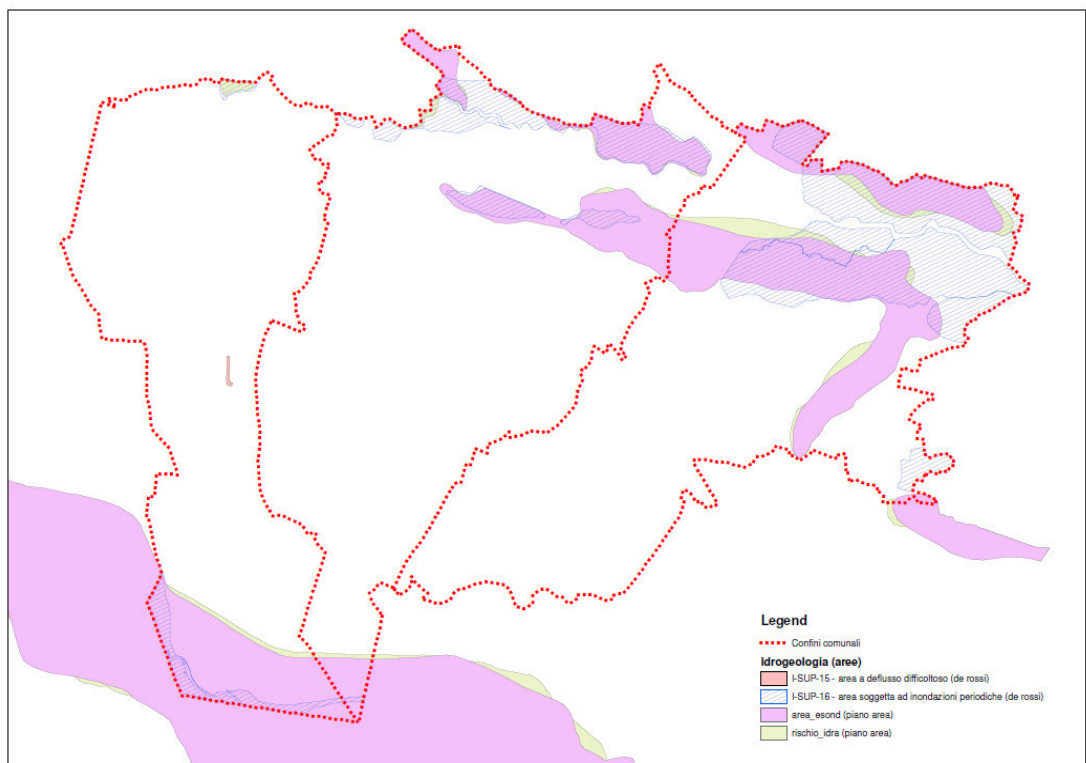 Legend
Confini comunali
Idrogeologia (aree)
I-SUP-15 - area a deflusso difficoltoso (de rossi)
I-SUP-16 - area soggetta ad inondazioni periodiche (de rossi)
area_esond (piano area)
rischio_idra (piano area)